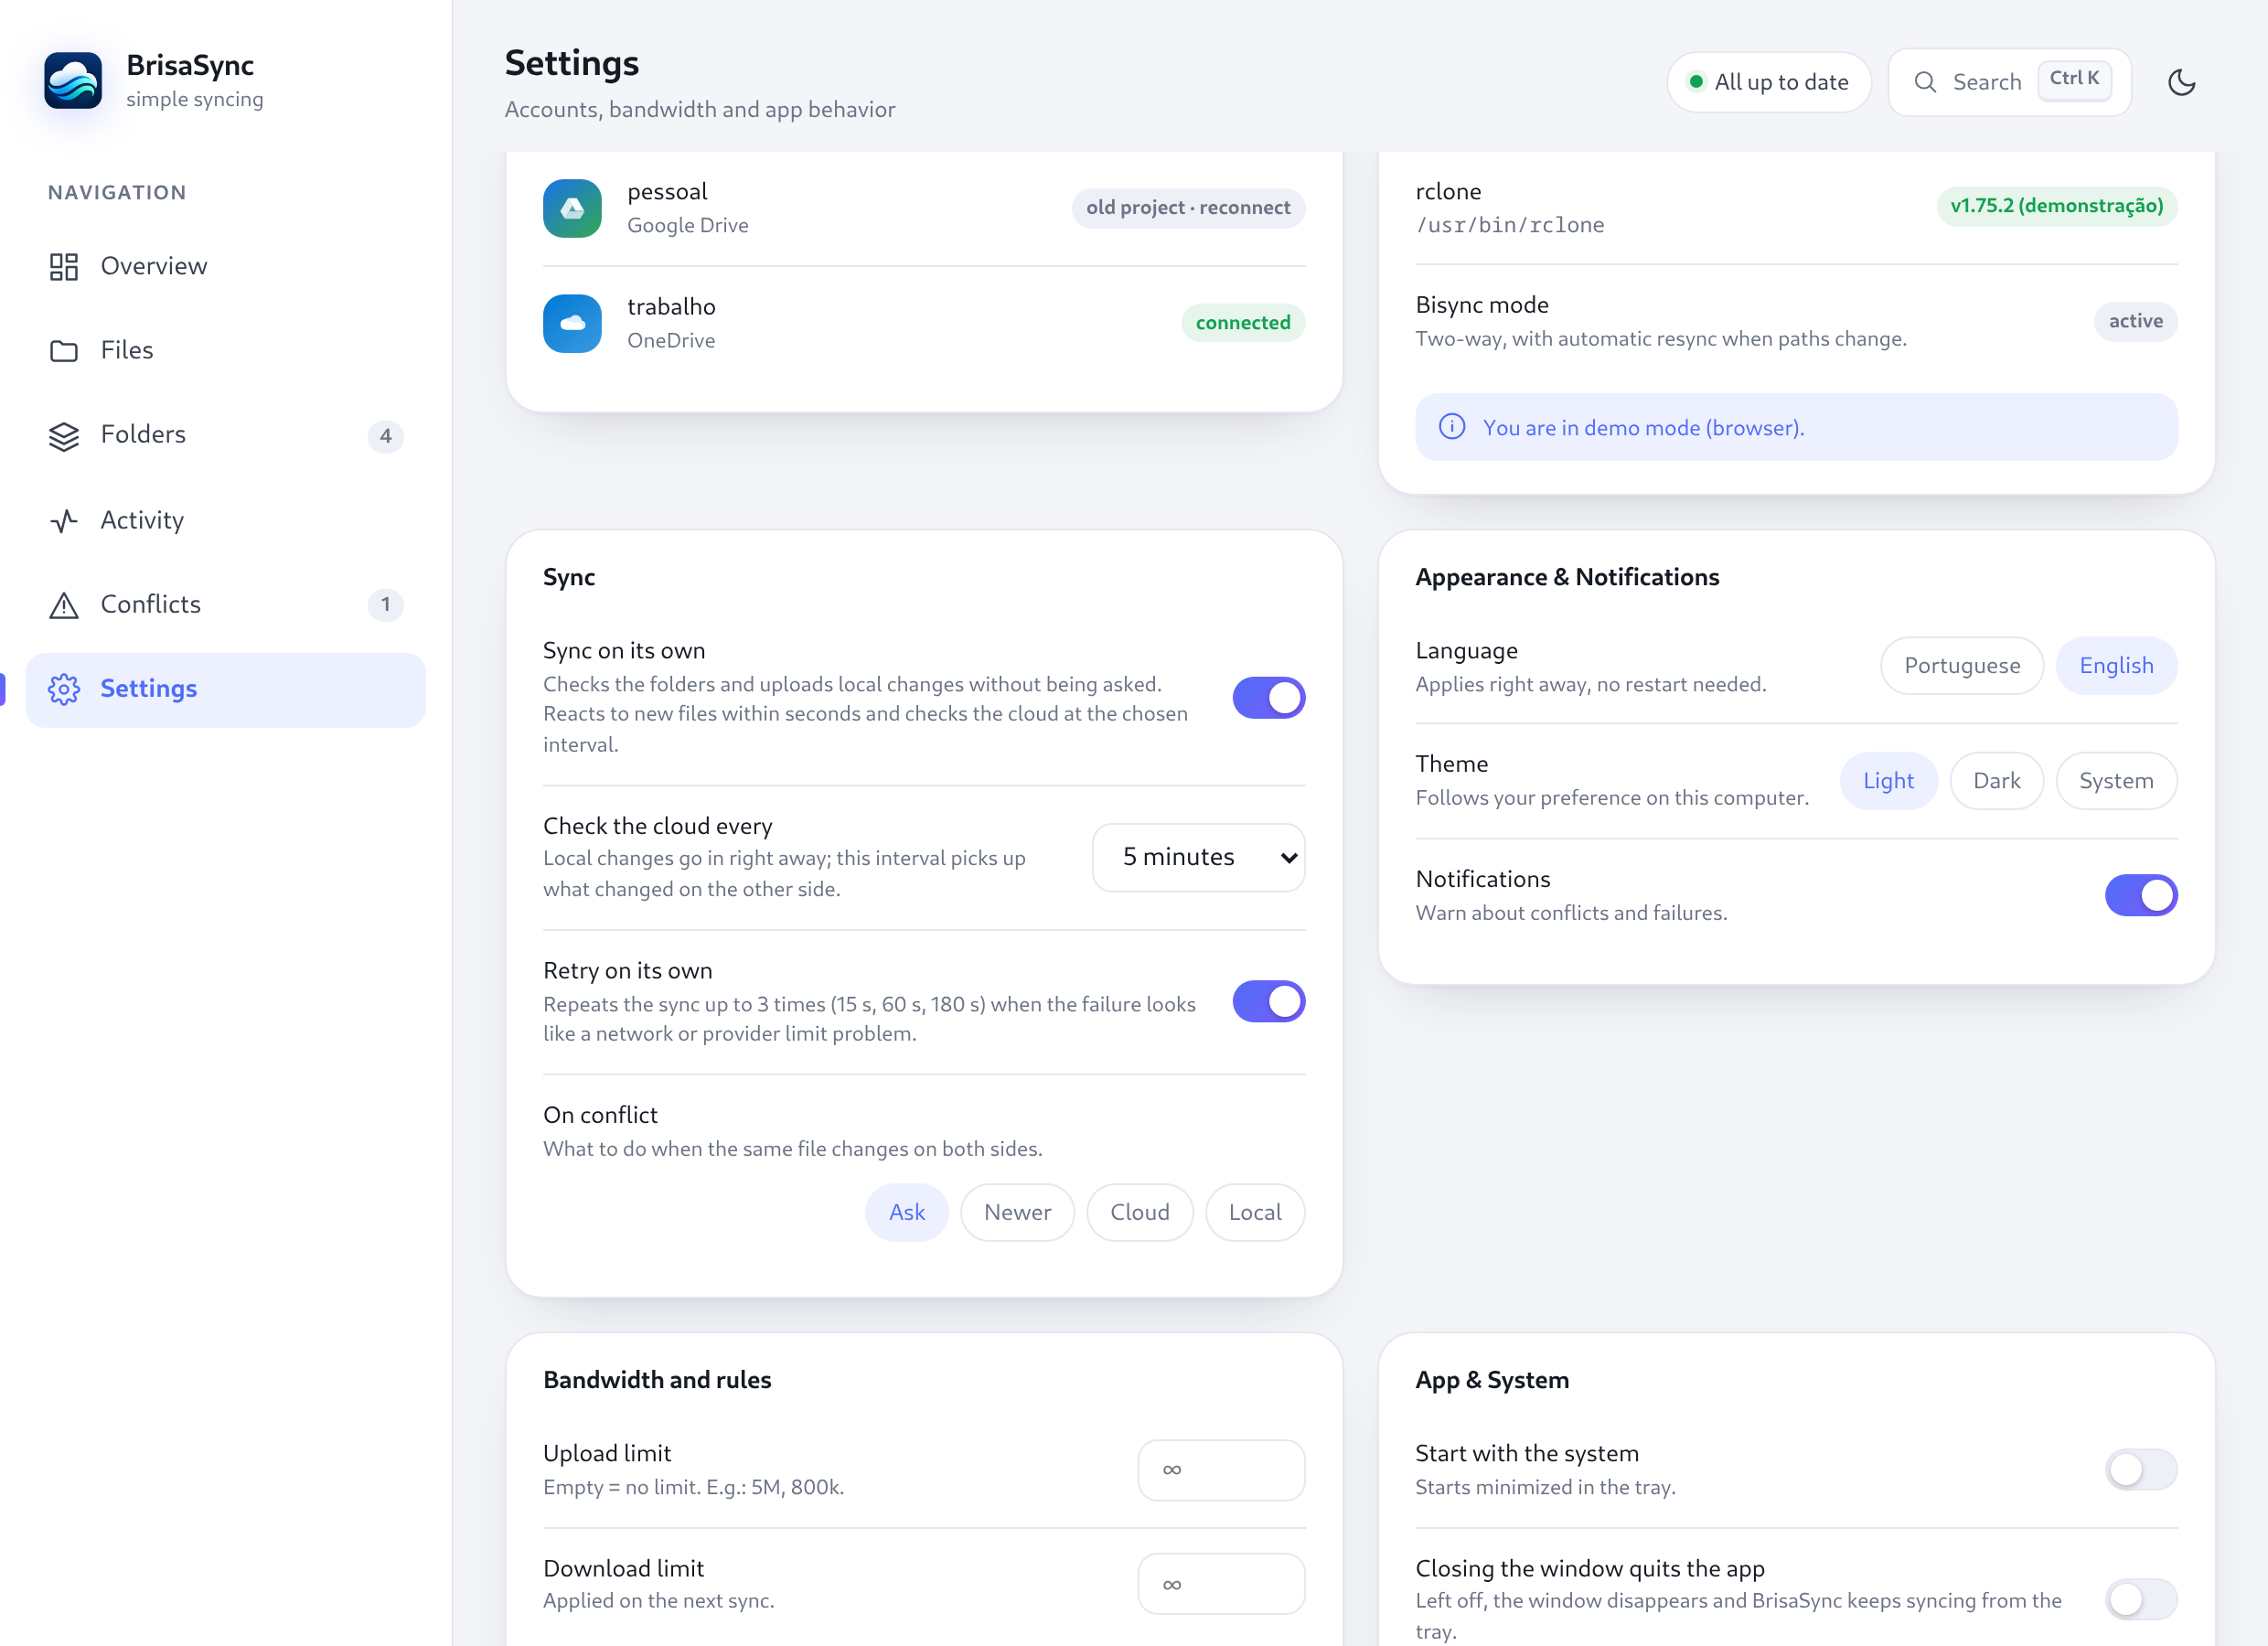 BrisaSync
simple syncing
NAVIGATION
Overview
Files
Folders
4
Activity
Conflicts
1
Settings
Settings
Accounts, bandwidth and app behavior
All up to date
Search
Ctrl K
pessoal
Google Drive
old project · reconnect
trabalho
OneDrive
connected
rclone
/usr/bin/rclone
v1.75.2 (demonstração)
Bisync mode
Two-way, with automatic resync when paths change.
active
You are in demo mode (browser).
Sync
Sync on its own
Checks the folders and uploads local changes without being asked.
Reacts to new files within seconds and checks the cloud at the chosen
interval.
Check the cloud every
Local changes go in right away; this interval picks up
what changed on the other side.
5 minutes
Retry on its own
Repeats the sync up to 3 times (15 s, 60 s, 180 s) when the failure looks
like a network or provider limit problem.
On conflict
What to do when the same file changes on both sides.
Ask
Newer
Cloud
Local
Appearance & Notifications
Language
Applies right away, no restart needed.
Portuguese
English
Theme
Follows your preference on this computer.
Light
Dark
System
Notifications
Warn about conflicts and failures.
Bandwidth and rules
Upload limit
Empty = no limit. E.g.: 5M, 800k.
∞
Download limit
Applied on the next sync.
∞
App & System
Start with the system
Starts minimized in the tray.
Closing the window quits the app
Left off, the window disappears and BrisaSync keeps syncing from the
tray.